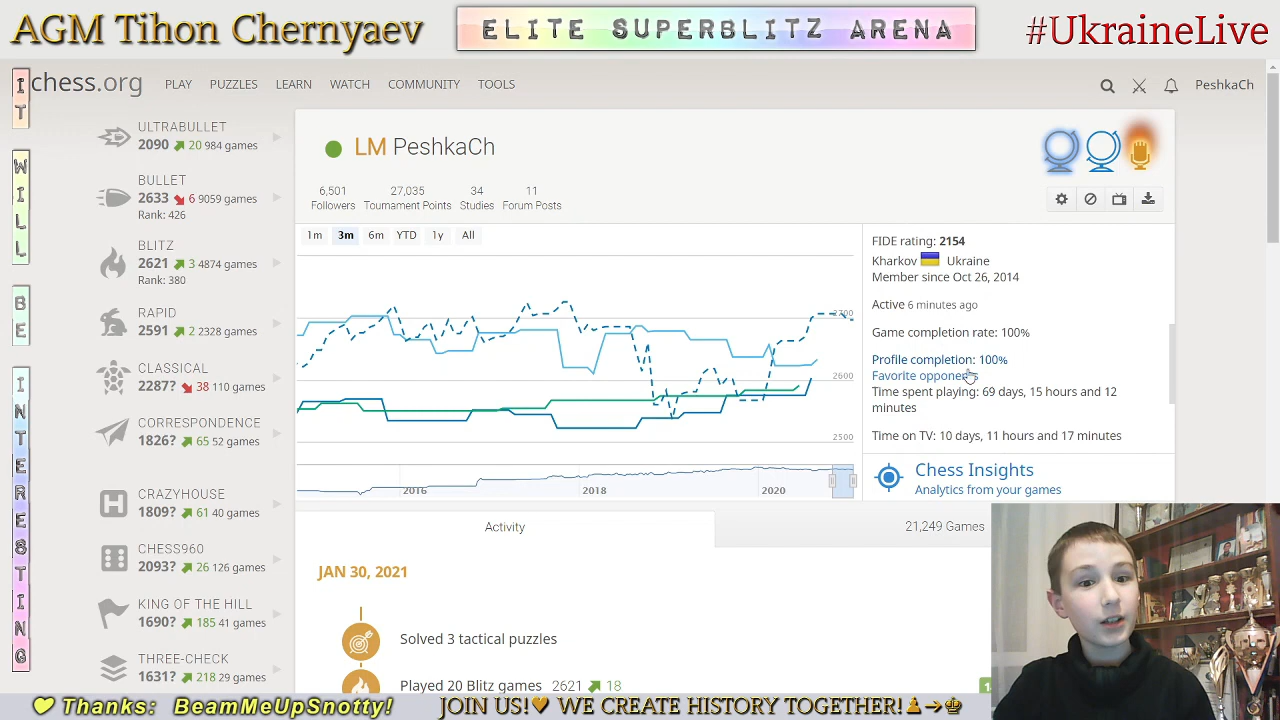 AGM Tihon Chernyaev
ELITE SUPERBLITZ ARENA
#UkraineLive
IT
WILL
BE
INTERESTING
chess.org
PLAY PUZZLES LEARN WATCH COMMUNITY TOOLS
PeshkaCh
ULTRABULLET
2090 20 984 games
BULLET
2633 6 9059 games
Rank: 426
BLITZ
2621 3 4874 games
Rank: 380
RAPID
2591 2 2328 games
CLASSICAL
2287? 38 110 games
CORRESPONDENCE
1826? 65 52 games
CRAZYHOUSE
1809? 61 40 games
CHESS960
2093? 26 126 games
KING OF THE HILL
1690? 185 41 games
THREE-CHECK
1631? 218 29 games
LM PeshkaCh
6,501 27,035 34 11
Followers Tournament Points Studies Forum Posts
1m 3m 6m YTD 1y All
2700
2600
2500
2016 2018 2020
FIDE rating: 2154
Kharkov Ukraine
Member since Oct 26, 2014
Active 6 minutes ago
Game completion rate: 100%
Profile completion: 100%
Favorite opponents
Time spent playing: 69 days, 15 hours and 12
minutes
Time on TV: 10 days, 11 hours and 17 minutes
Chess Insights
Analytics from your games
Activity
21,249 Games
JAN 30, 2021
Solved 3 tactical puzzles
Played 20 Blitz games 2621 18
Thanks: BeamMeUpSnotty!
JOIN US!♥ WE CREATE HISTORY TOGETHER!♟→♚